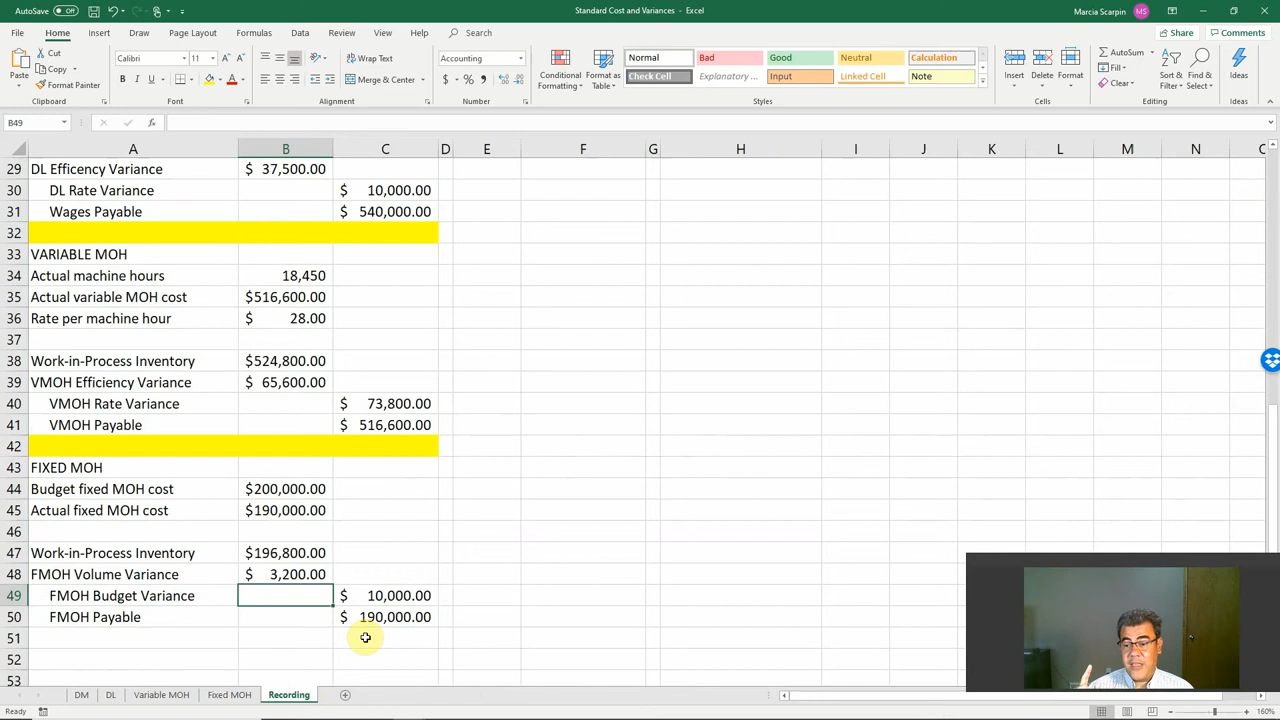 AutoSave Off Standard Cost and Variances - Excel Marcia Scarpin MS
File Home Insert Draw Page Layout Formulas Data Review View Help Search Share Comments
Paste Cut Copy Format Painter Clipboard
Calibri 11 B I U A A A Font
Wrap Text Merge & Center Alignment
Accounting $ % , Number
Conditional Formatting Format as Table
Normal Bad Good Neutral Calculation
Check Cell Explanatory ... Input Linked Cell Note
Styles
Insert Delete Format Cells
AutoSum Fill Clear Sort & Filter Find & Select Editing
Ideas Ideas
B49 fx
A B C D E F G H I J K L M N
29 DL Efficency Variance $ 37,500.00
30 DL Rate Variance $ 10,000.00
31 Wages Payable $ 540,000.00
32
33 VARIABLE MOH
34 Actual machine hours 18,450
35 Actual variable MOH cost $516,600.00
36 Rate per machine hour $ 28.00
37
38 Work-in-Process Inventory $524,800.00
39 VMOH Efficiency Variance $ 65,600.00
40 VMOH Rate Variance $ 73,800.00
41 VMOH Payable $ 516,600.00
42
43 FIXED MOH
44 Budget fixed MOH cost $200,000.00
45 Actual fixed MOH cost $190,000.00
46
47 Work-in-Process Inventory $196,800.00
48 FMOH Volume Variance $ 3,200.00
49 FMOH Budget Variance $ 10,000.00
50 FMOH Payable $ 190,000.00
51
52
53
DM DL Variable MOH Fixed MOH Recording
Ready 160%